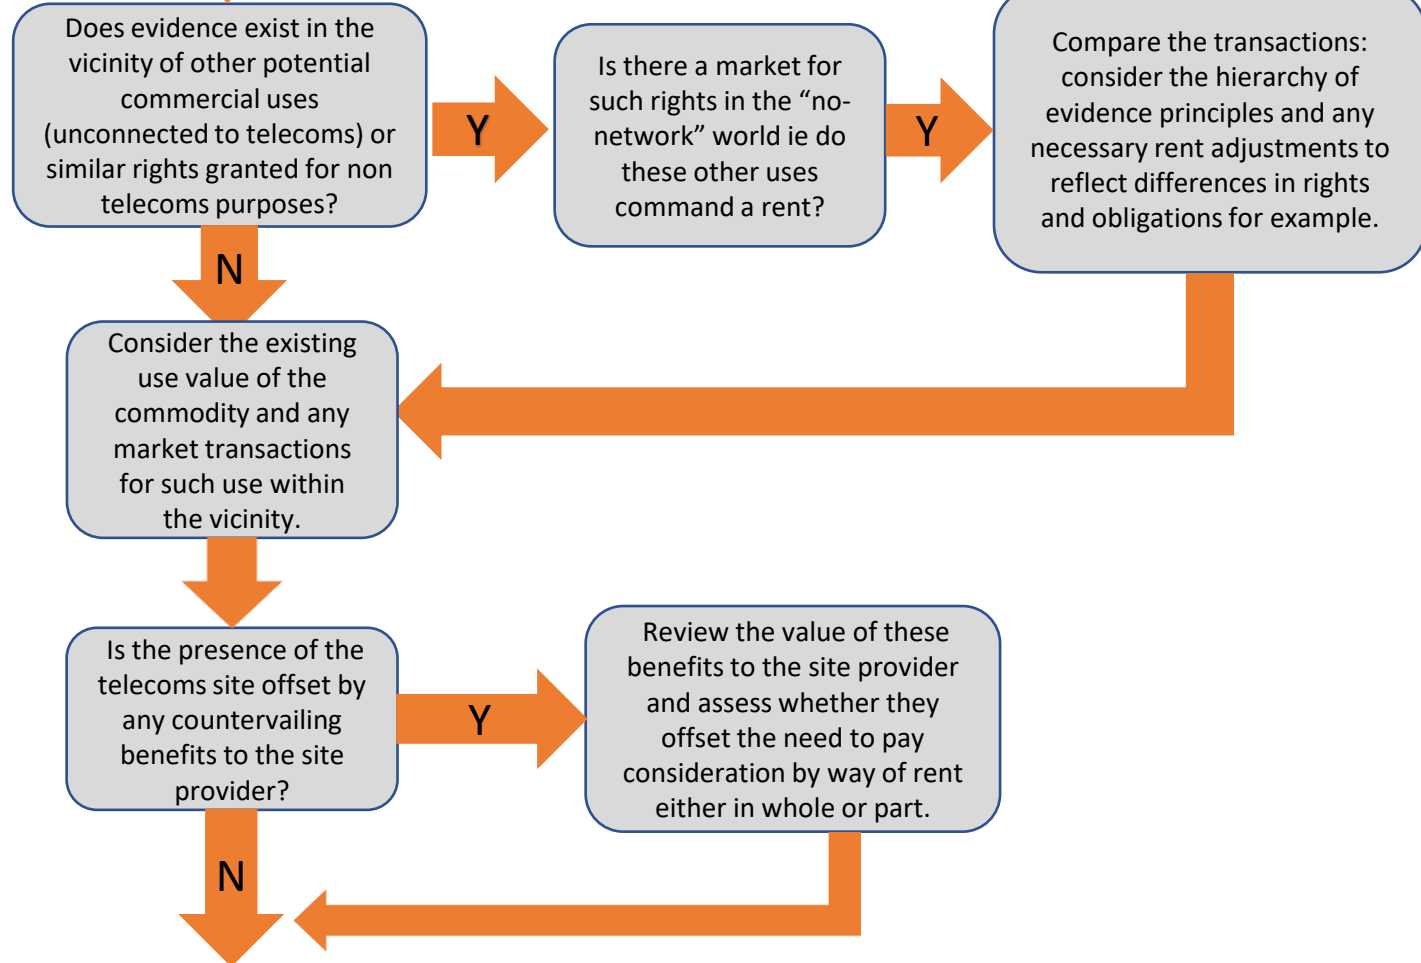 Does evidence exist in the
vicinity of other potential
commercial uses
(unconnected to telecoms) or
similar rights granted for non
telecoms purposes?
Y
Is there a market for
such rights in the “no-
network” world ie do
these other uses
command a rent?
Y
Compare the transactions:
consider the hierarchy of
evidence principles and any
necessary rent adjustments to
reflect differences in rights
and obligations for example.
N
Consider the existing
use value of the
commodity and any
market transactions
for such use within
the vicinity.
Is the presence of the
telecoms site offset by
any countervailing
benefits to the site
provider?
Y
Review the value of these
benefits to the site provider
and assess whether they
offset the need to pay
consideration by way of rent
either in whole or part.
N